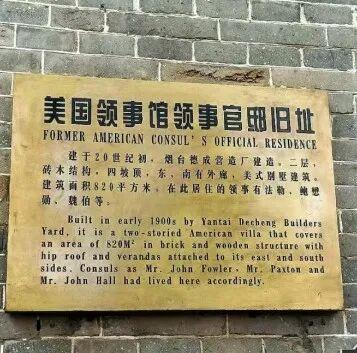 美国领事馆领事官邸旧址
FORMER AMERICAN CONSUL'S OFFICIAL RESIDENCE
建于20世纪初，烟台德成营造厂建造。二层，
砖木结构，四坡顶，东、南有外廊，美式别墅建筑。
建筑面积820平方米，在此居住的领事有法勒、鲍懋
勋、魏伯等。
Built in early 1900s by Yantai Decheng Builders
Yard, it is a two-storied American villa that covers
an area of 820M² in brick and wooden structure with
hip roof and verandas attached to its east and south
sides. Consuls as Mr. John Fowler, Mr. Paxton and
Mr. John Hall had lived here accordingly.